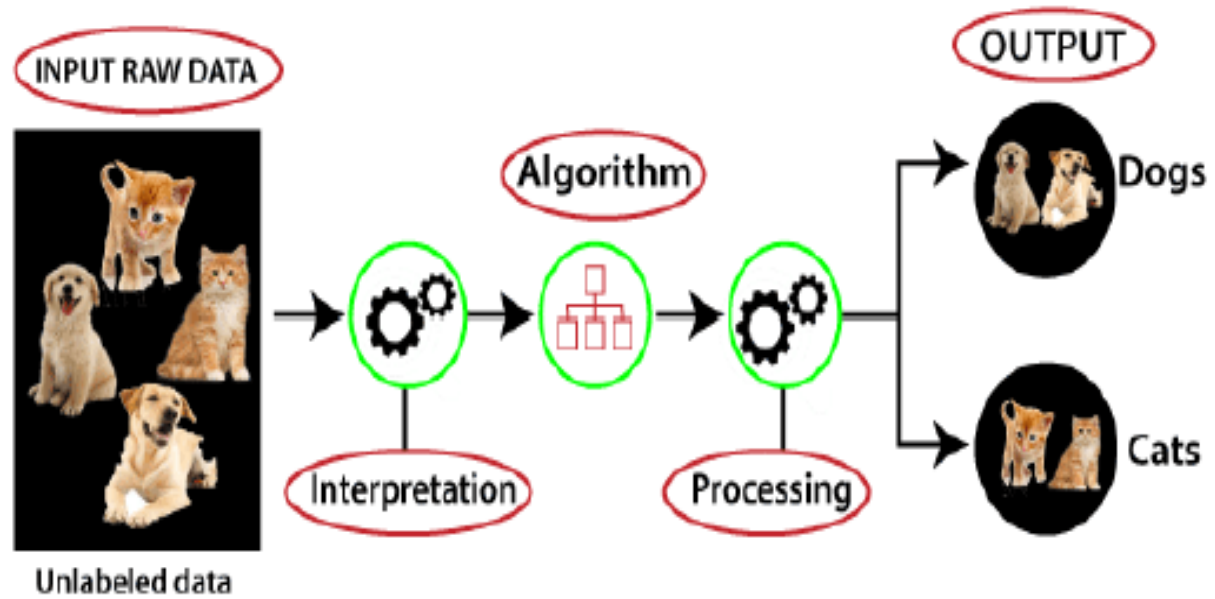 INPUT RAW DATA
OUTPUT
Algorithm
Dogs
Interpretation
Processing
Cats
Unlabeled data